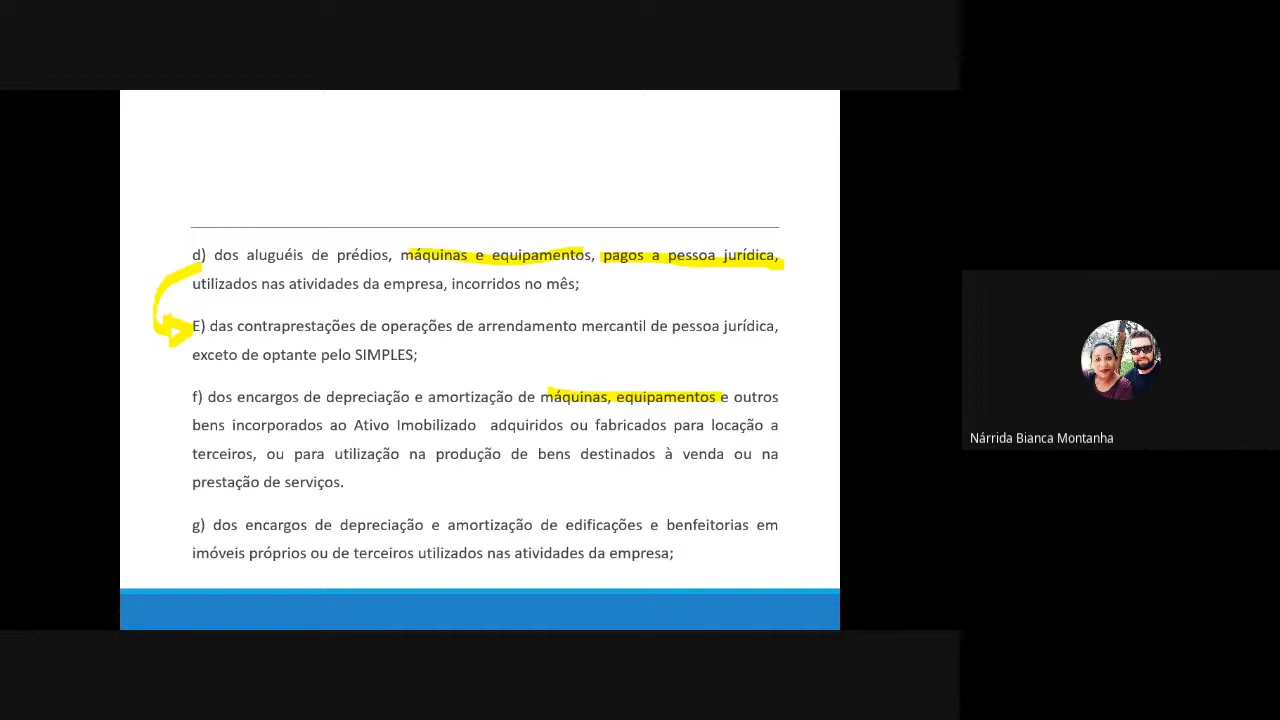 d) dos aluguéis de prédios, máquinas e equipamentos, pagos a pessoa jurídica,
utilizados nas atividades da empresa, incorridos no mês;
E) das contraprestações de operações de arrendamento mercantil de pessoa jurídica,
exceto de optante pelo SIMPLES;
f) dos encargos de depreciação e amortização de máquinas, equipamentos e outros
bens incorporados ao Ativo Imobilizado adquiridos ou fabricados para locação a
terceiros, ou para utilização na produção de bens destinados à venda ou na
prestação de serviços.
g) dos encargos de depreciação e amortização de edificações e benfeitorias em
imóveis próprios ou de terceiros utilizados nas atividades da empresa;
Nárrida Bianca Montanha